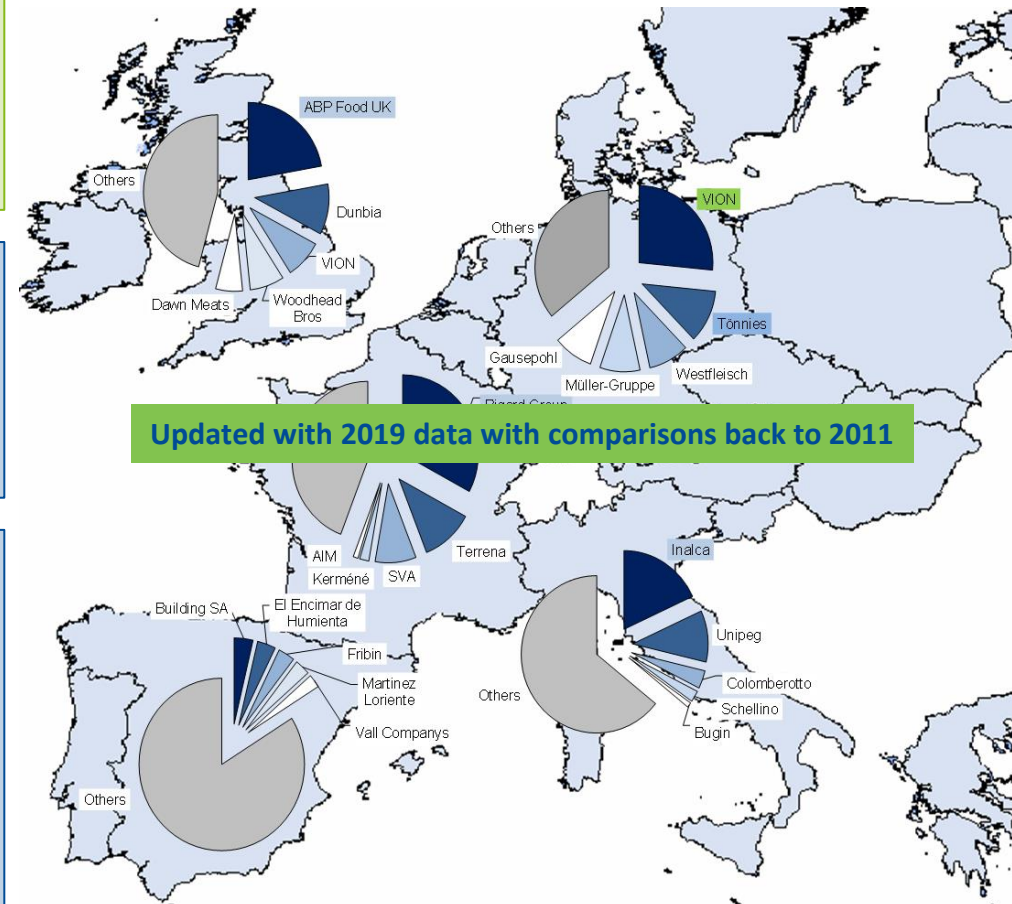 ABP Food UK
Others
Dunbia
VION
Woodhead
Bros
Dawn Meats
VION
Others
Tönnies
Westfleisch
Müller-Gruppe
Gausepohl
Updated with 2019 data with comparisons back to 2011
Terrena
SVA
Kerméné
AIM
Building SA
El Encimar de
Humienta
Fribin
Martinez
Loriente
Vall Companys
Others
Inalca
Unipeg
Colomberotto
Schellino
Bugin
Others